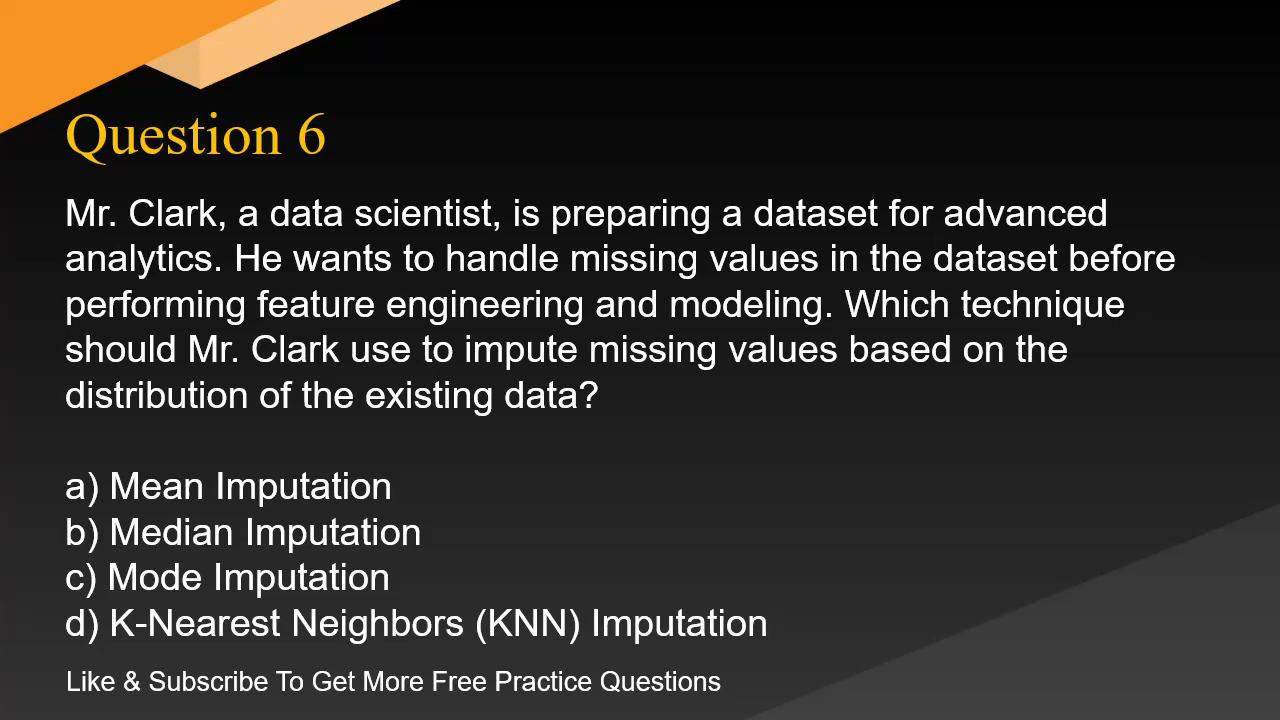 Question 6
Mr. Clark, a data scientist, is preparing a dataset for advanced
analytics. He wants to handle missing values in the dataset before
performing feature engineering and modeling. Which technique
should Mr. Clark use to impute missing values based on the
distribution of the existing data?
a) Mean Imputation
b) Median Imputation
c) Mode Imputation
d) K-Nearest Neighbors (KNN) Imputation
Like & Subscribe To Get More Free Practice Questions